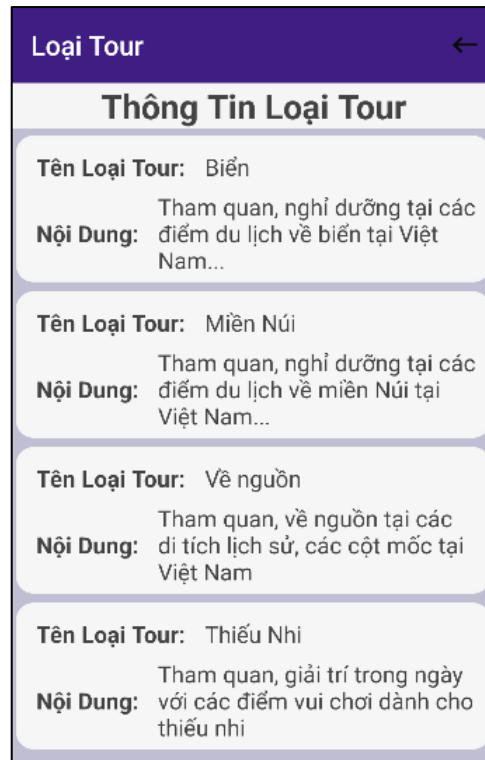 Loại Tour
Thông Tin Loại Tour
Tên Loại Tour: Biển
Nội Dung: Tham quan, nghỉ dưỡng tại các
điểm du lịch về biển tại Việt
Nam...
Tên Loại Tour: Miền Núi
Nội Dung: Tham quan, nghỉ dưỡng tại các
điểm du lịch về miền Núi tại
Việt Nam...
Tên Loại Tour: Về nguồn
Nội Dung: Tham quan, về nguồn tại các
di tích lịch sử, các cột mốc tại
Việt Nam
Tên Loại Tour: Thiếu Nhi
Nội Dung: Tham quan, giải trí trong ngày
với các điểm vui chơi dành cho
thiếu nhi